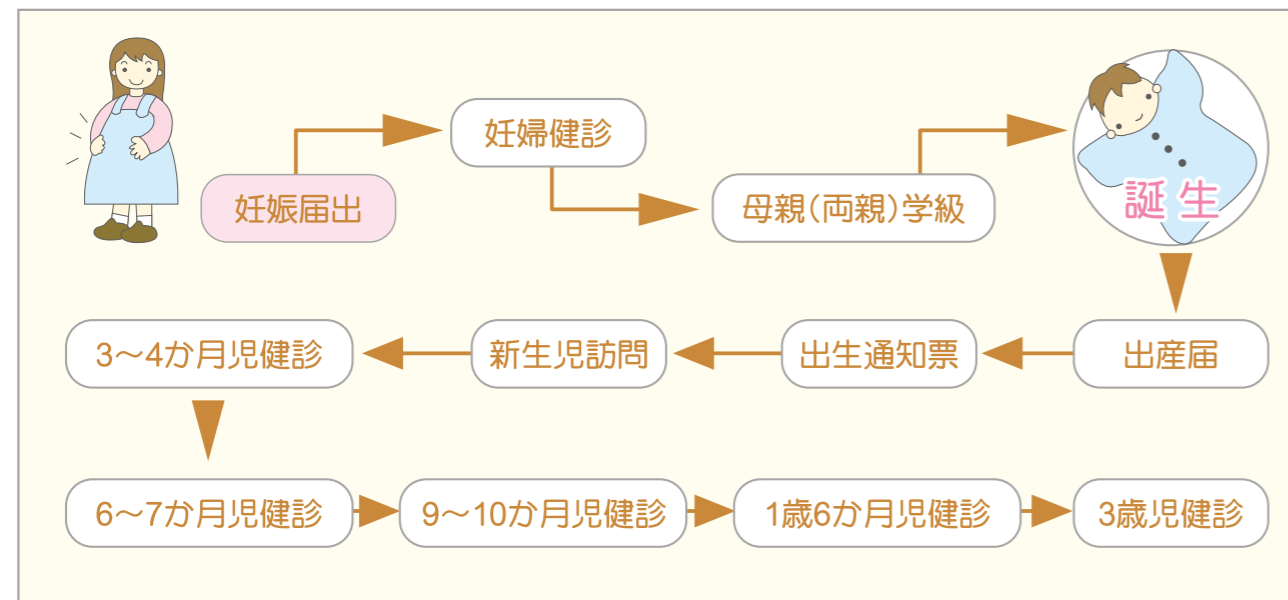 妊娠届出
妊婦健診
母親（両親）学級
誕生
出産届
出生通知票
新生児訪問
3〜4か月児健診
6〜7か月児健診
9〜10か月児健診
1歳6か月児健診
3歳児健診